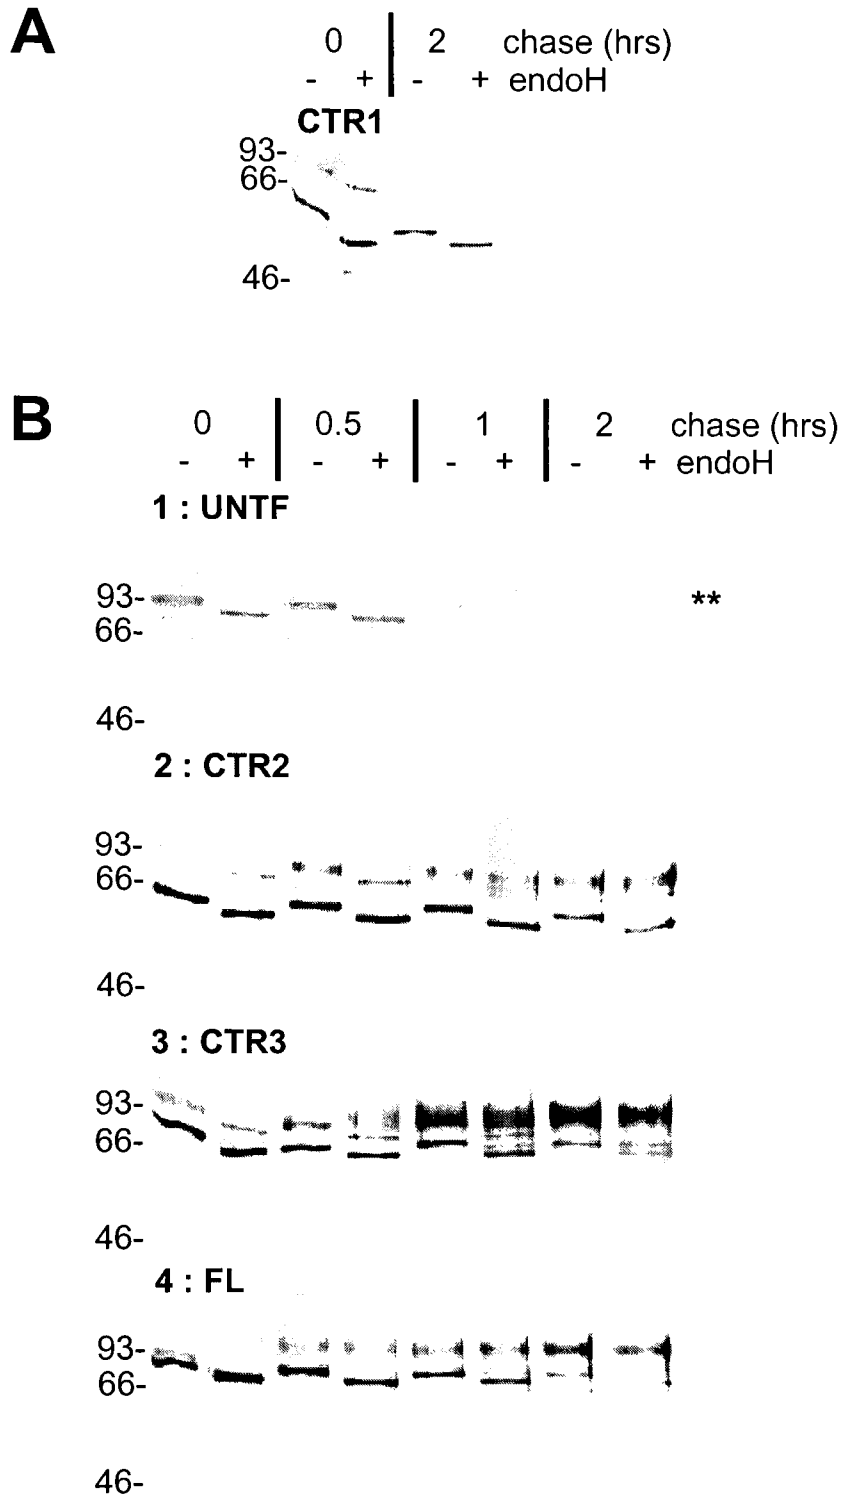 A
0 2 chase (hrs)
- + - + endoH
CTR1
93-
66-
46-
B
0 0.5 1 2 chase (hrs)
- + - + - + - + endoH
1 : UNTF
93- **
66-
46-
2 : CTR2
93-
66-
46-
3 : CTR3
93-
66-
46-
4 : FL
93-
66-
46-